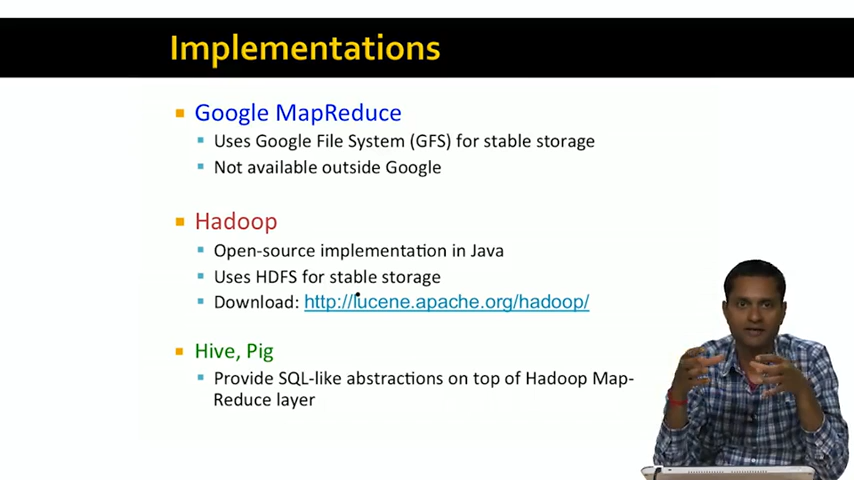 Implementations
Google MapReduce
Uses Google File System (GFS) for stable storage
Not available outside Google
Hadoop
Open-source implementation in Java
Uses HDFS for stable storage
Download: http://lucene.apache.org/hadoop/
Hive, Pig
Provide SQL-like abstractions on top of Hadoop Map-
Reduce layer